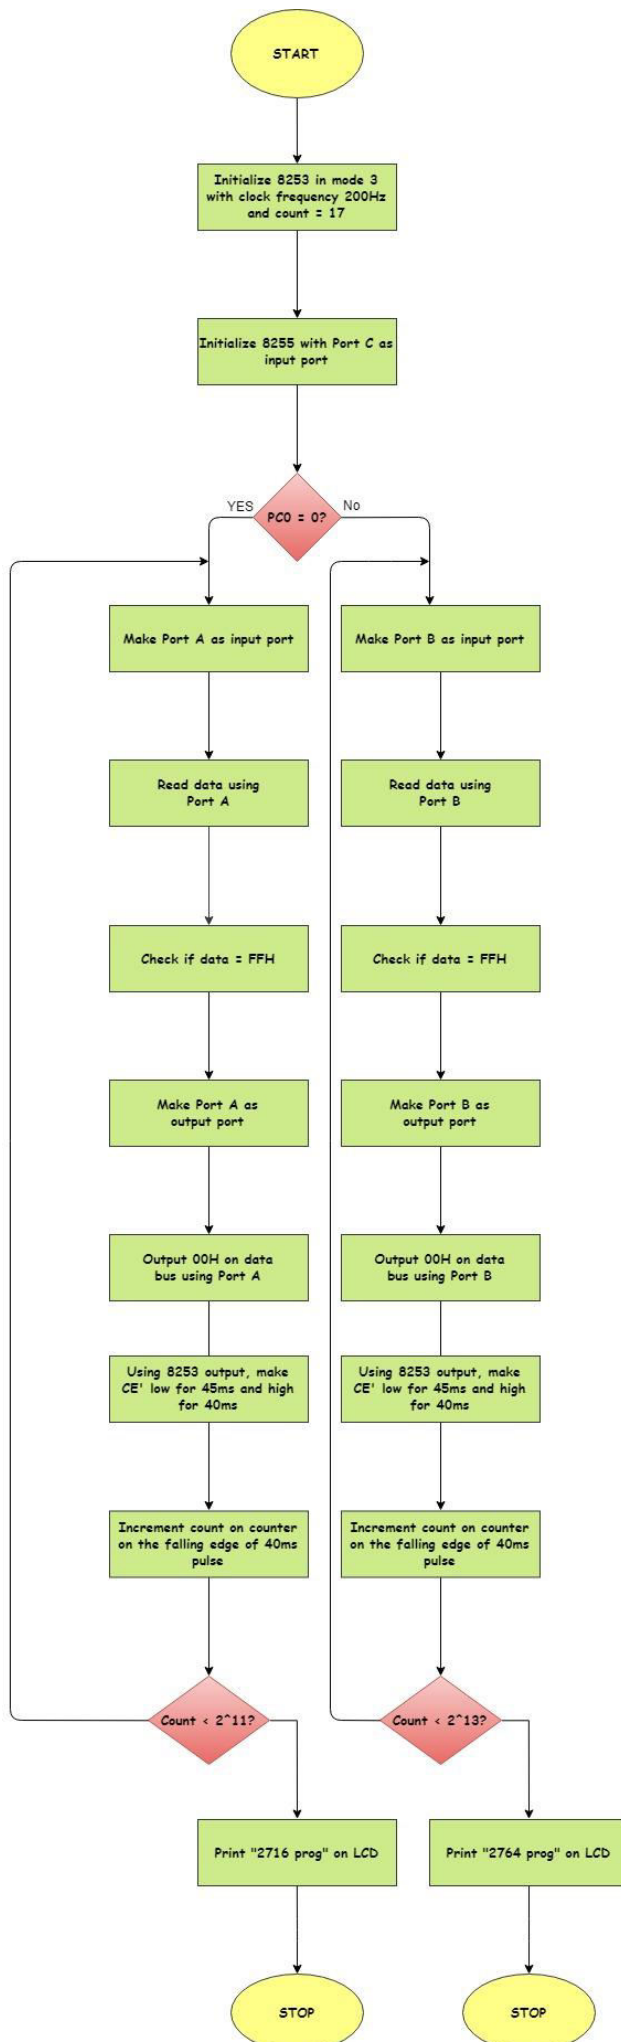 START
Initialize 8253 in mode 3
with clock frequency 200Hz
and count = 17
Initialize 8255 with Port C as
input port
YES
PC0 = 0?
No
Make Port A as input port
Read data using
Port A
Check if data = FFH
Make Port A as
output port
Output 00H on data
bus using Port A
Using 8253 output, make
CE' low for 45ms and high
for 40ms
Increment count on counter
on the falling edge of 40ms
pulse
Count < 2^11?
Print "2716 prog" on LCD
STOP
Make Port B as input port
Read data using
Port B
Check if data = FFH
Make Port B as
output port
Output 00H on data
bus using Port B
Using 8253 output, make
CE' low for 45ms and high
for 40ms
Increment count on counter
on the falling edge of 40ms
pulse
Count < 2^13?
Print "2764 prog" on LCD
STOP